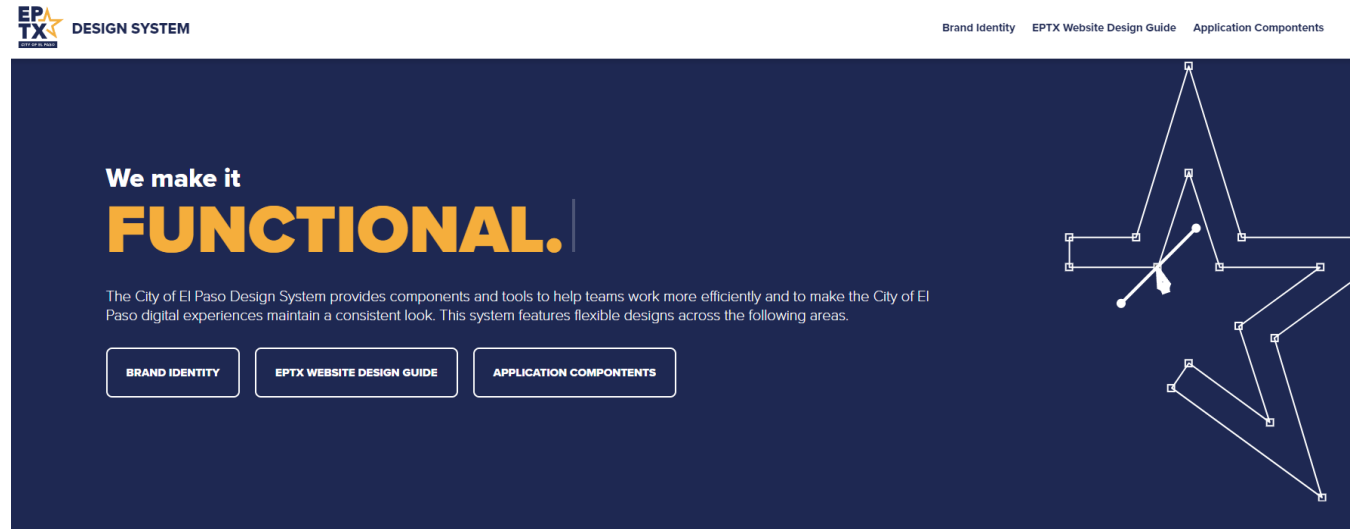 EP
TX
CITY OF EL PASO
DESIGN SYSTEM
Brand Identity
EPTX Website Design Guide
Application Compontents
We make it
FUNCTIONAL.
The City of El Paso Design System provides components and tools to help teams work more efficiently and to make the City of El
Paso digital experiences maintain a consistent look. This system features flexible designs across the following areas.
BRAND IDENTITY
EPTX WEBSITE DESIGN GUIDE
APPLICATION COMPONTENTS